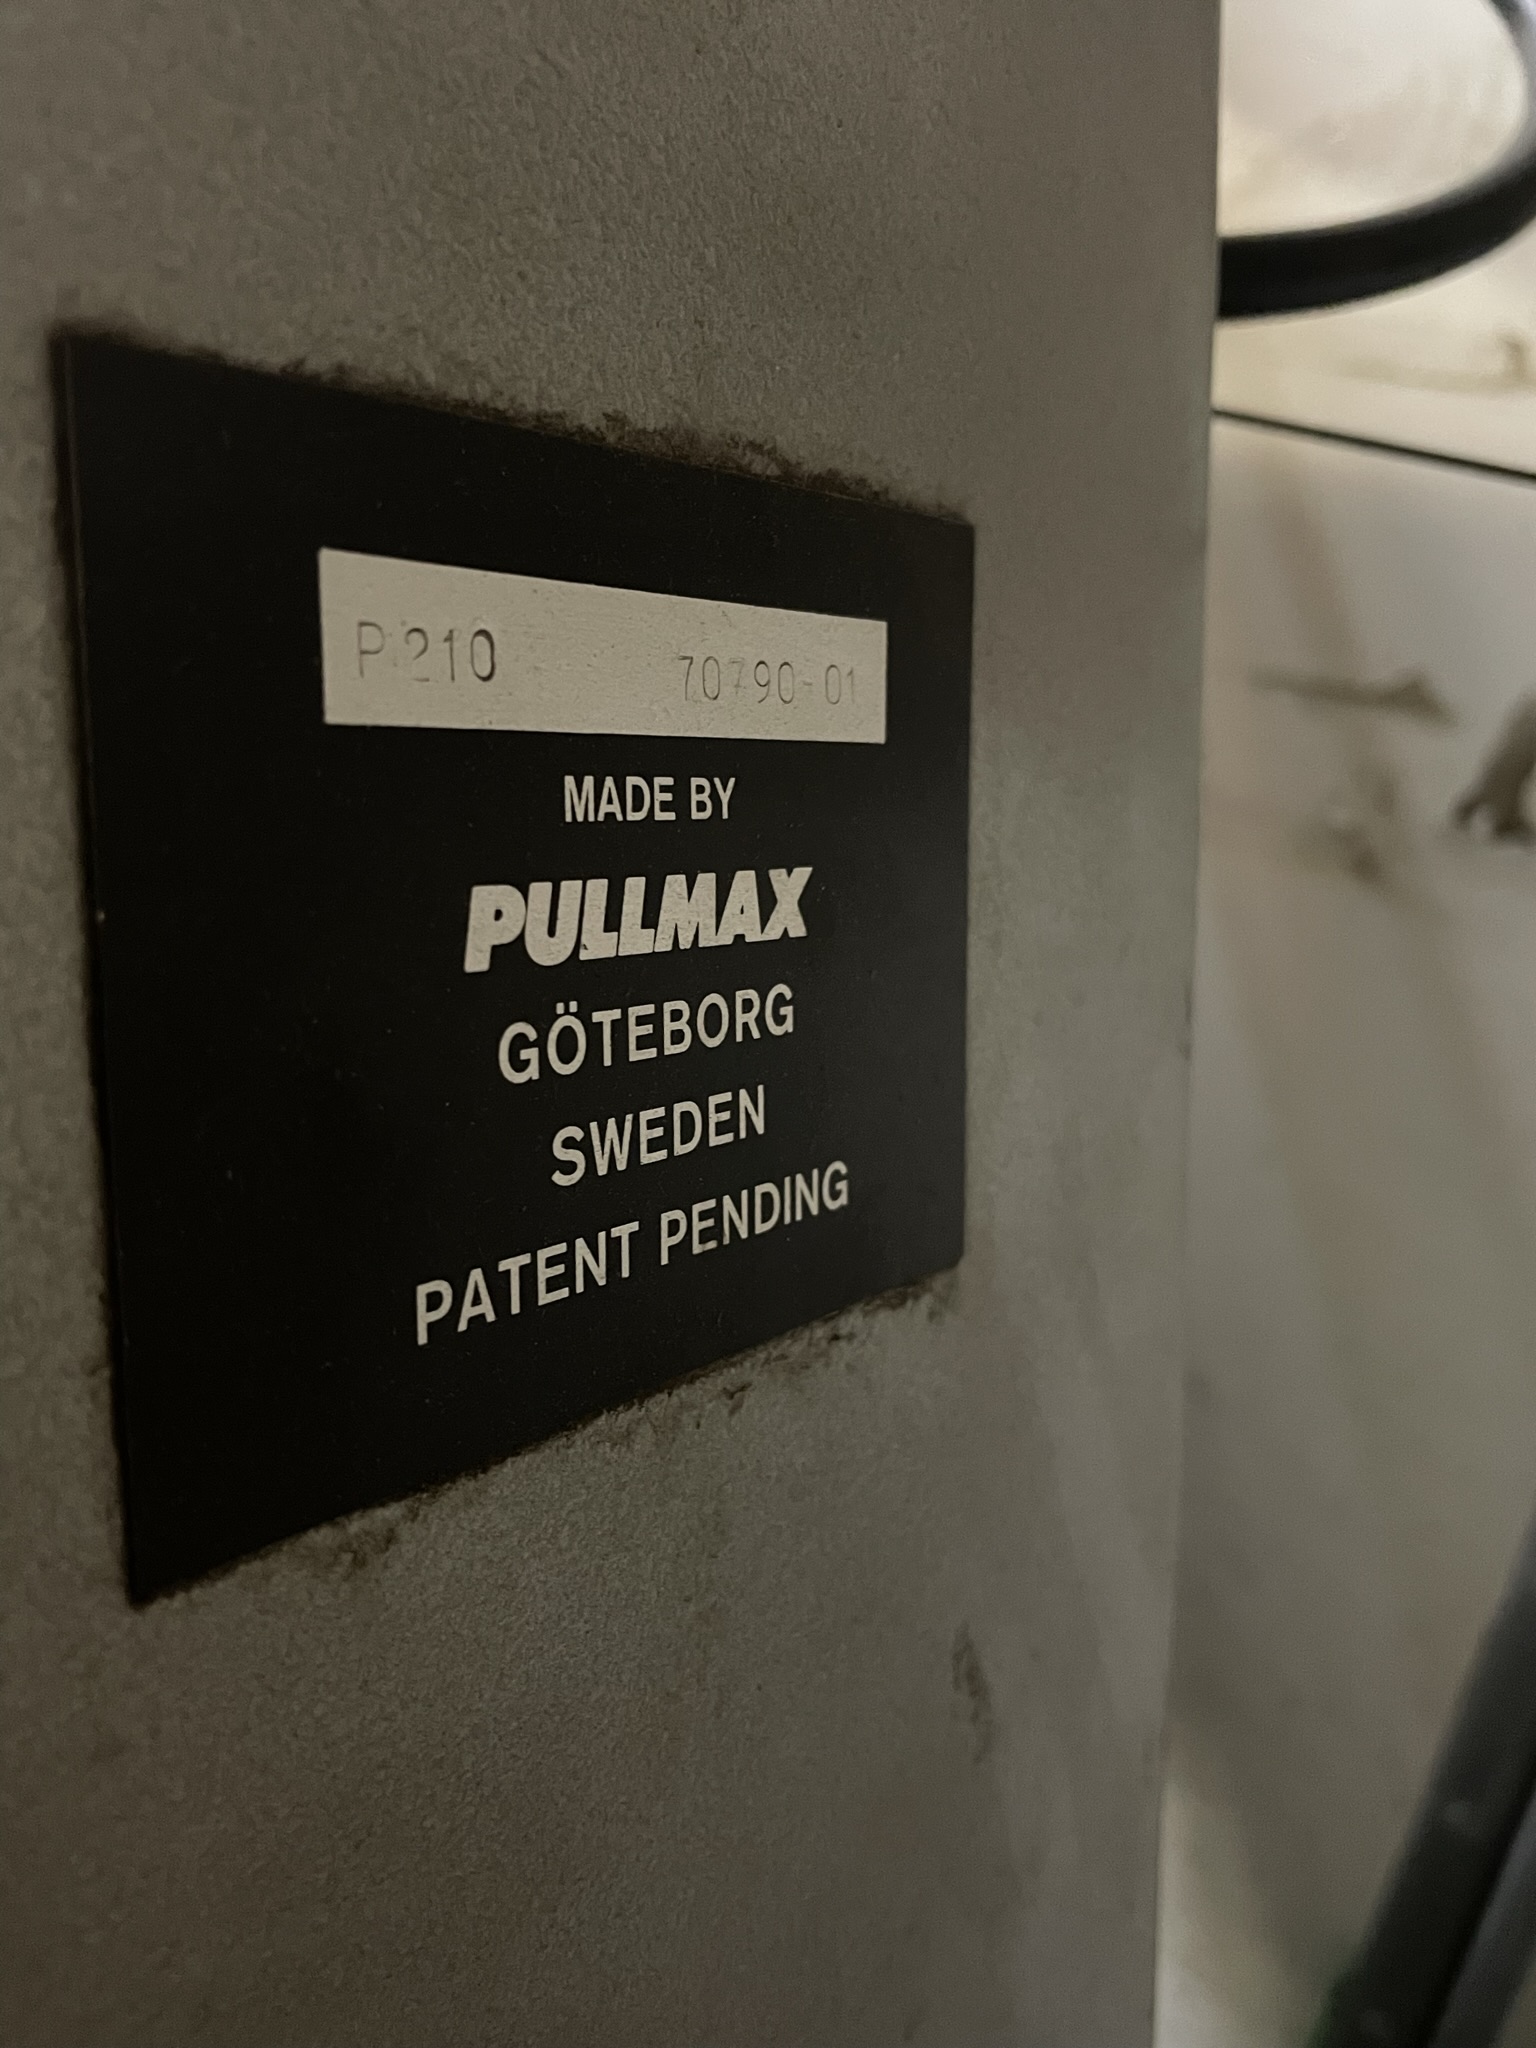 P 210 70790-01
MADE BY
PULLMAX
GÖTEBORG
SWEDEN
PATENT PENDING